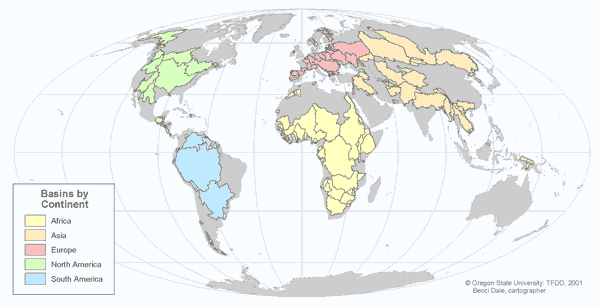 Basins by
Continent
Africa
Asia
Europe
North America
South America
© Oregon State University: TFDD, 2001
Becci Dale, cartographer